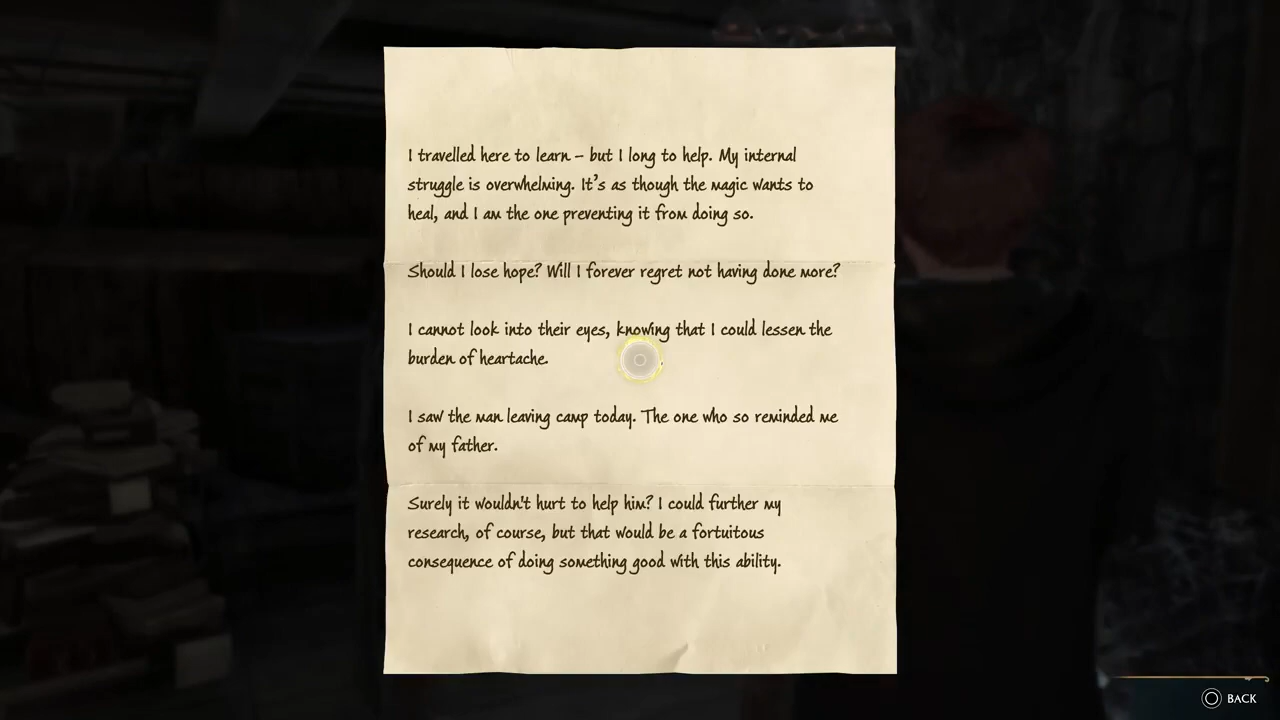 I travelled here to learn – but I long to help. My internal
struggle is overwhelming. It's as though the magic wants to
heal, and I am the one preventing it from doing so.
Should I lose hope? Will I forever regret not having done more?
I cannot look into their eyes, knowing that I could lessen the
burden of heartache.
I saw the man leaving camp today. The one who so reminded me
of my father.
Surely it wouldn't hurt to help him? I could further my
research, of course, but that would be a fortuitous
consequence of doing something good with this ability.
BACK